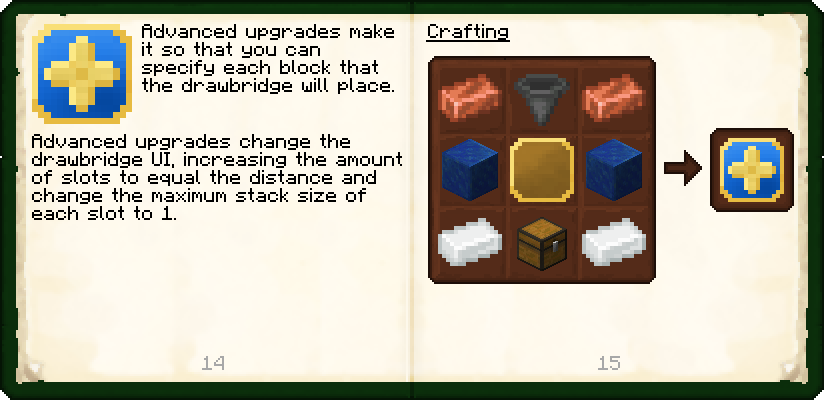 Advanced upgrades make
it so that you can
specify each block that
the drawbridge will place.
Advanced upgrades change the
drawbridge UI, increasing the amount
of slots to equal the distance and
change the maximum stack size of
each slot to 1.
14
Crafting
15